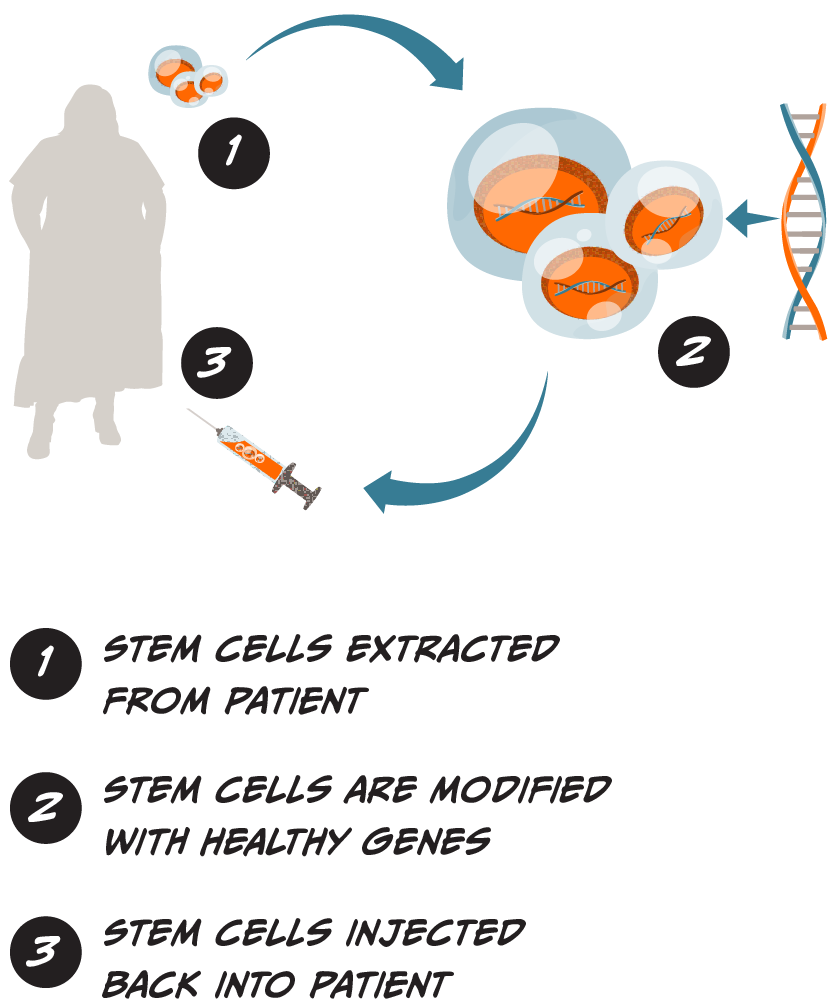 1
2
3
1 STEM CELLS EXTRACTED
FROM PATIENT
2 STEM CELLS ARE MODIFIED
WITH HEALTHY GENES
3 STEM CELLS INJECTED
BACK INTO PATIENT